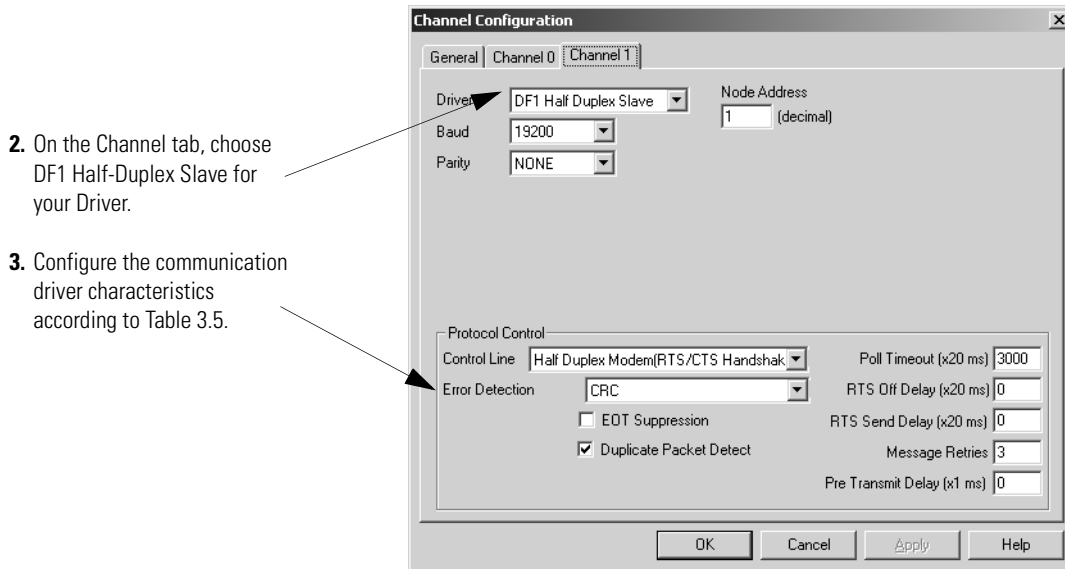 Channel Configuration
General Channel 0 Channel 1
Driver DF1 Half Duplex Slave Node Address
1 (decimal)
Baud 19200
Parity NONE
2. On the Channel tab, choose
DF1 Half-Duplex Slave for
your Driver.
3. Configure the communication
driver characteristics
according to Table 3.5.
Protocol Control
Control Line Half Duplex Modem(RTS/CTS Handshak Poll Timeout (x20 ms) 3000
Error Detection CRC RTS Off Delay (x20 ms) 0
EOT Suppression RTS Send Delay (x20 ms) 0
Duplicate Packet Detect Message Retries 3
Pre Transmit Delay (x1 ms) 0
OK Cancel Apply Help